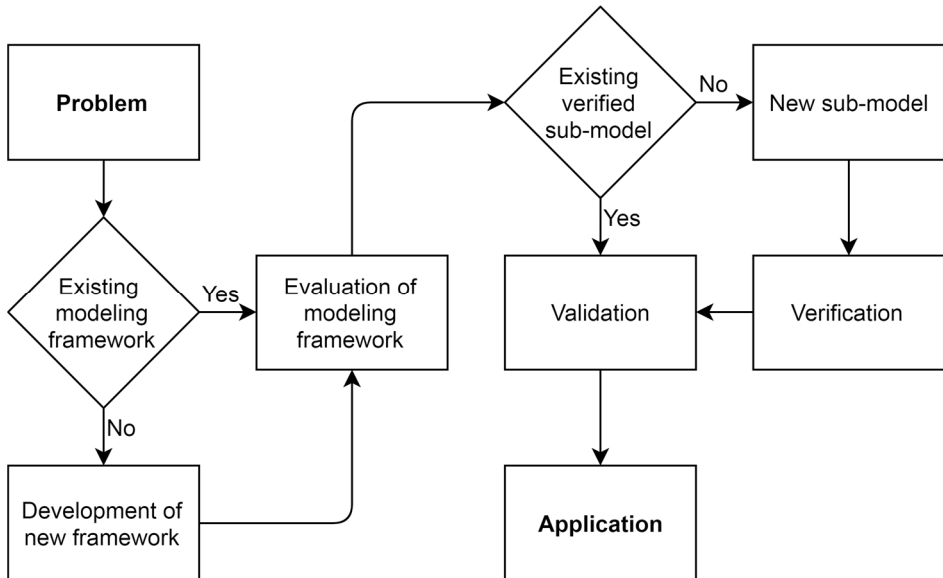 Problem
Existing
modeling
framework
Yes
No
Development of
new framework
Evaluation of
modeling
framework
Existing
verified
sub-model
No
Yes
New sub-model
Verification
Validation
Application